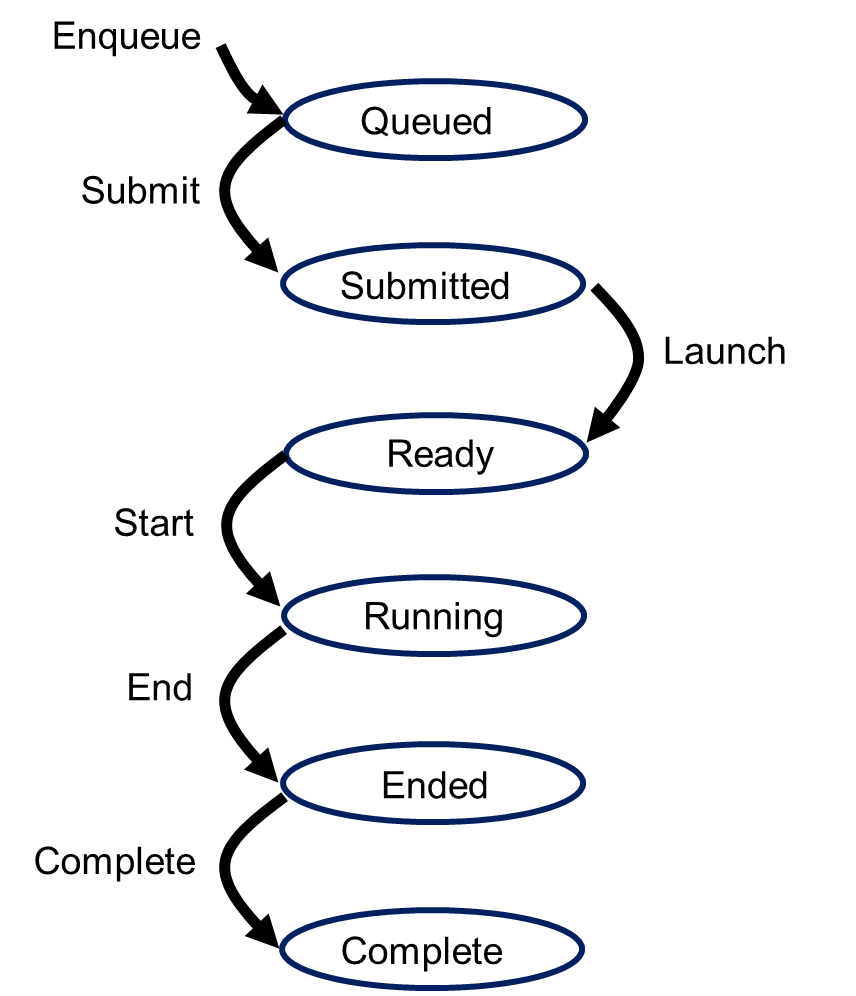 Enqueue
Queued
Submit
Submitted
Launch
Ready
Start
Running
End
Ended
Complete
Complete